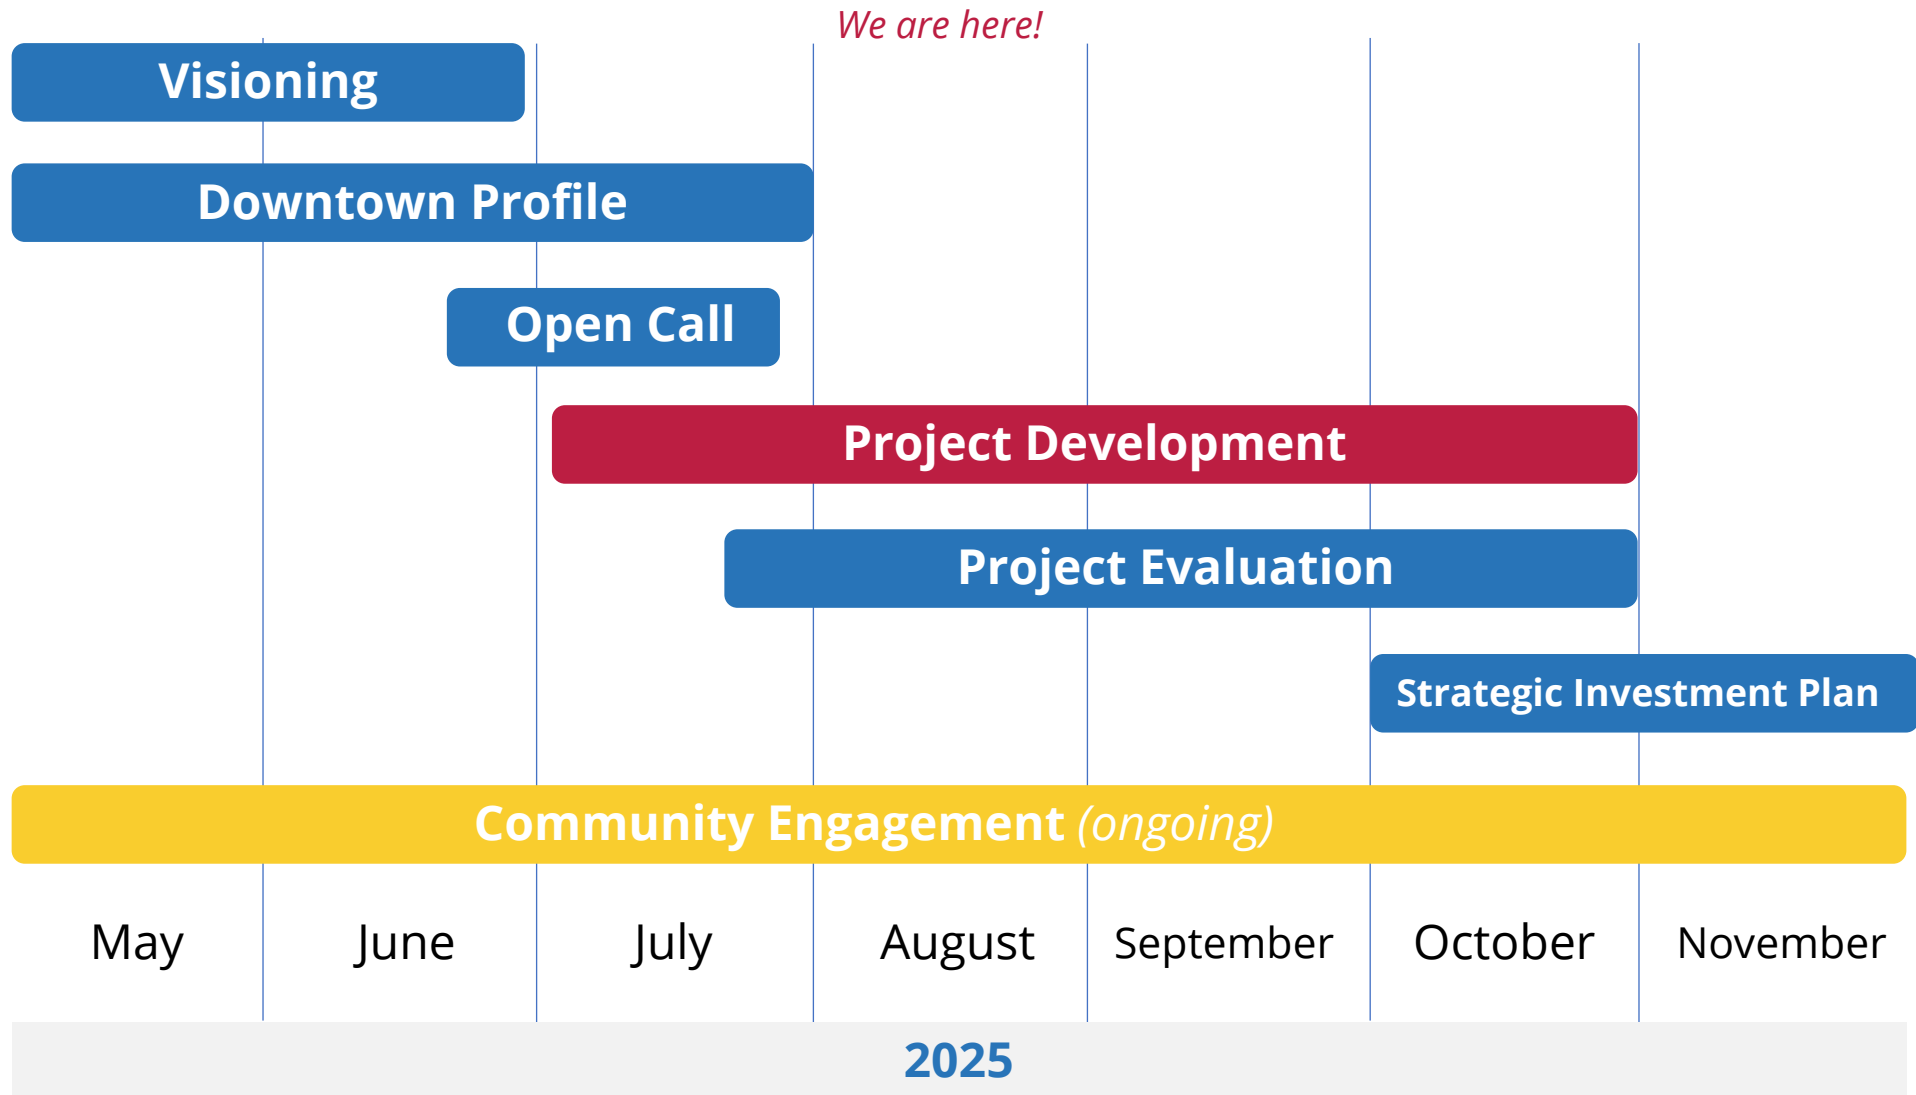 We are here!
Visioning
Downtown Profile
Open Call
Project Development
Project Evaluation
Strategic Investment Plan
Community Engagement (ongoing)
May June July August September October November
2025